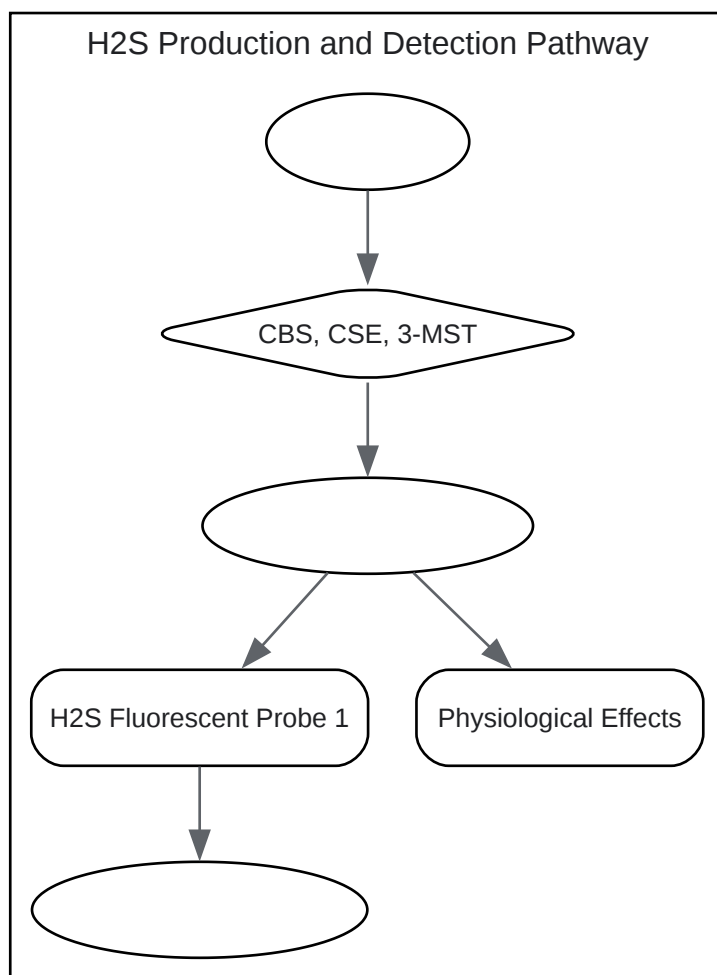 H2S Production and Detection Pathway
CBS, CSE, 3-MST
H2S Fluorescent Probe 1
Physiological Effects